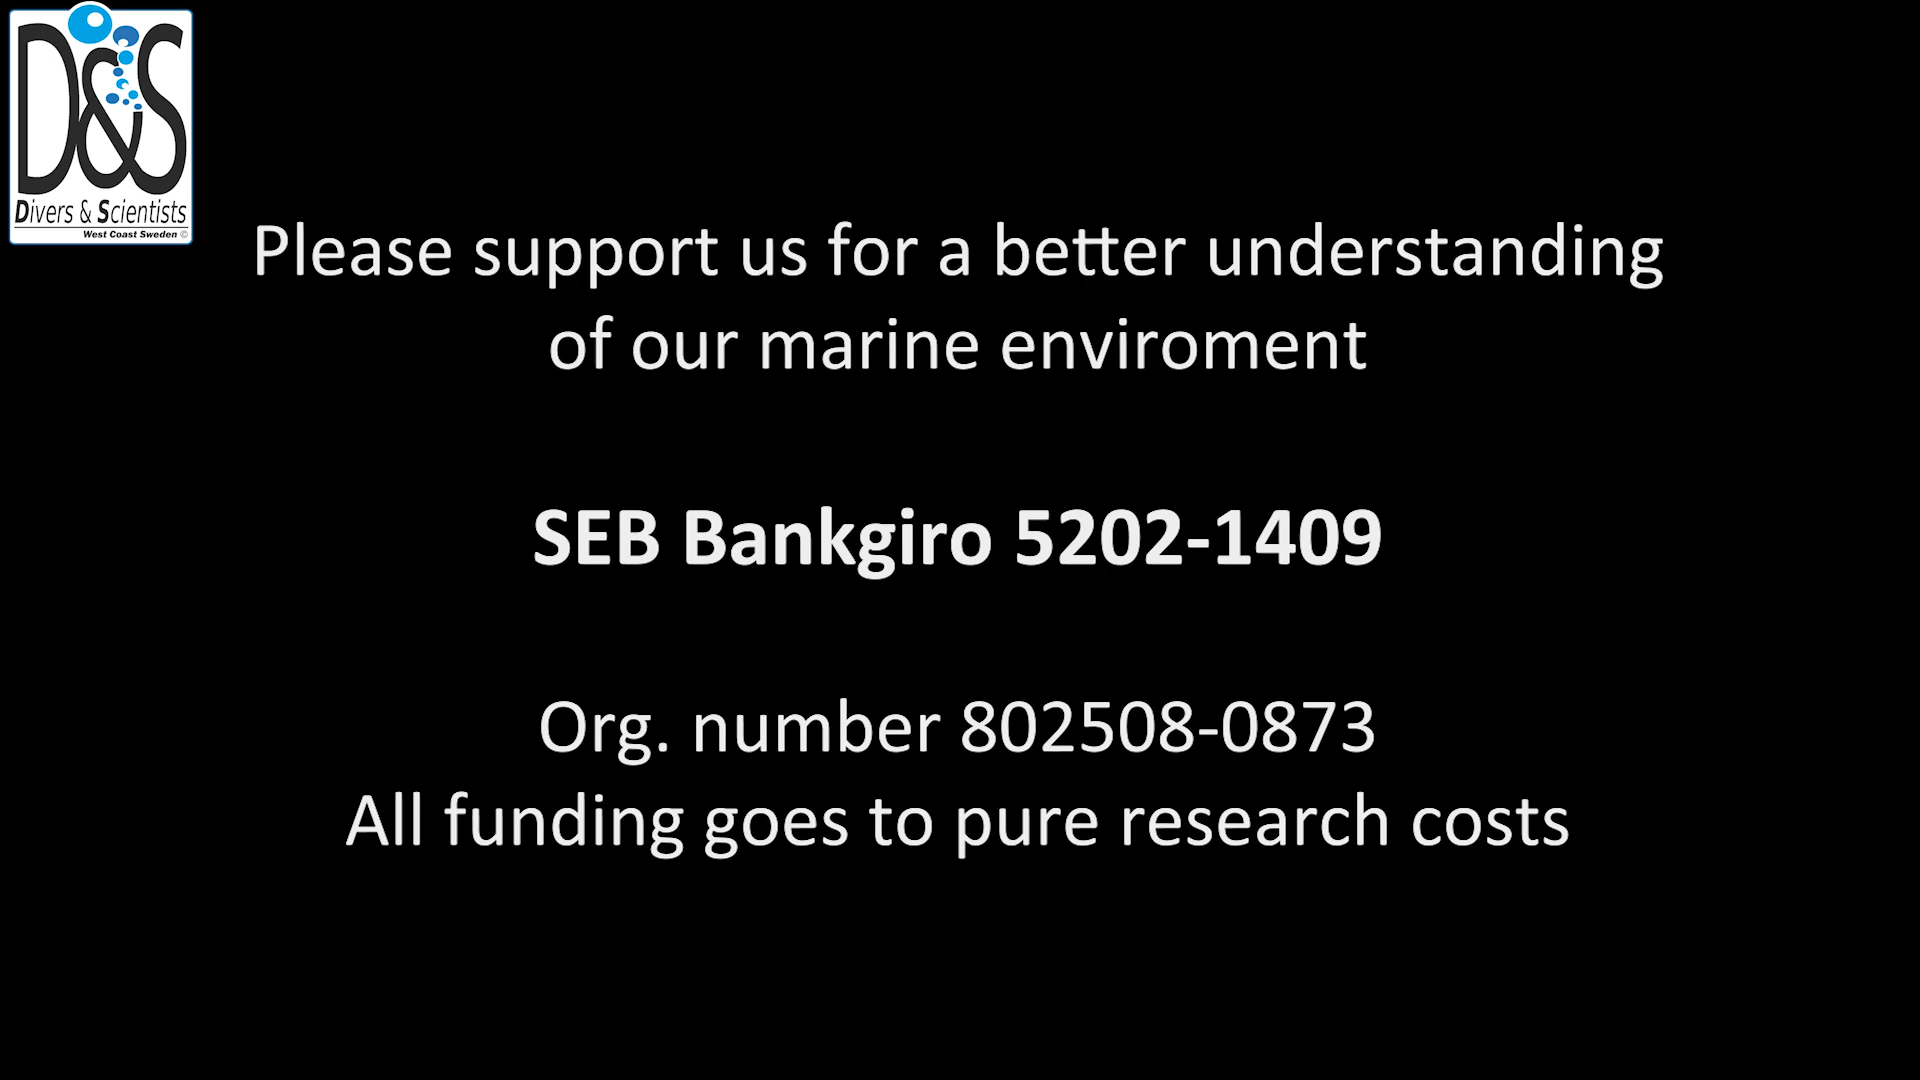 D&S
Divers & Scientists
West Coast Sweden ©
Please support us for a better understanding
of our marine enviroment
SEB Bankgiro 5202-1409
Org. number 802508-0873
All funding goes to pure research costs